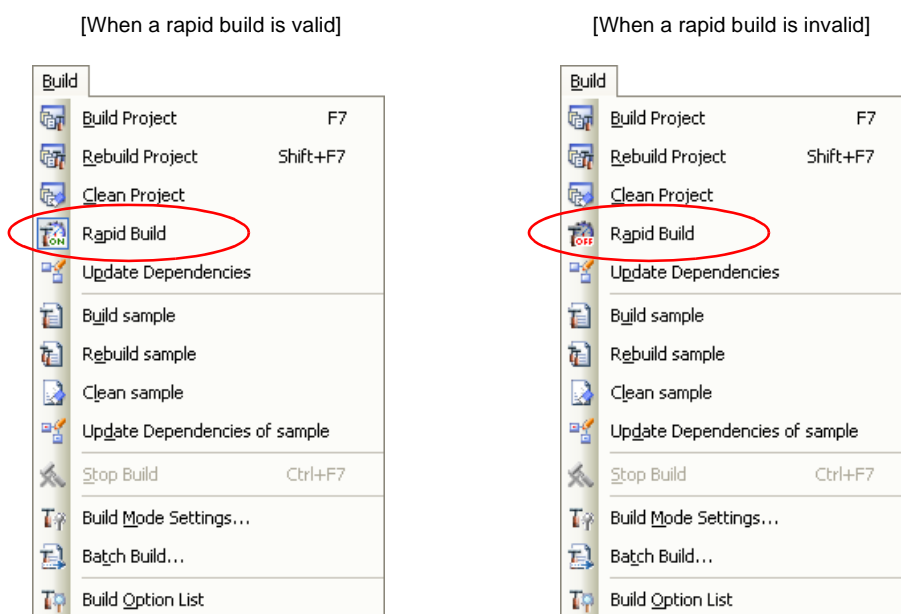 [When a rapid build is valid]
Build
Build Project F7
Rebuild Project Shift+F7
Clean Project
ON Rapid Build
Update Dependencies
Build sample
Rebuild sample
Clean sample
Update Dependencies of sample
Stop Build Ctrl+F7
Build Mode Settings...
Batch Build...
Build Option List
[When a rapid build is invalid]
Build
Build Project F7
Rebuild Project Shift+F7
Clean Project
OFF Rapid Build
Update Dependencies
Build sample
Rebuild sample
Clean sample
Update Dependencies of sample
Stop Build Ctrl+F7
Build Mode Settings...
Batch Build...
Build Option List